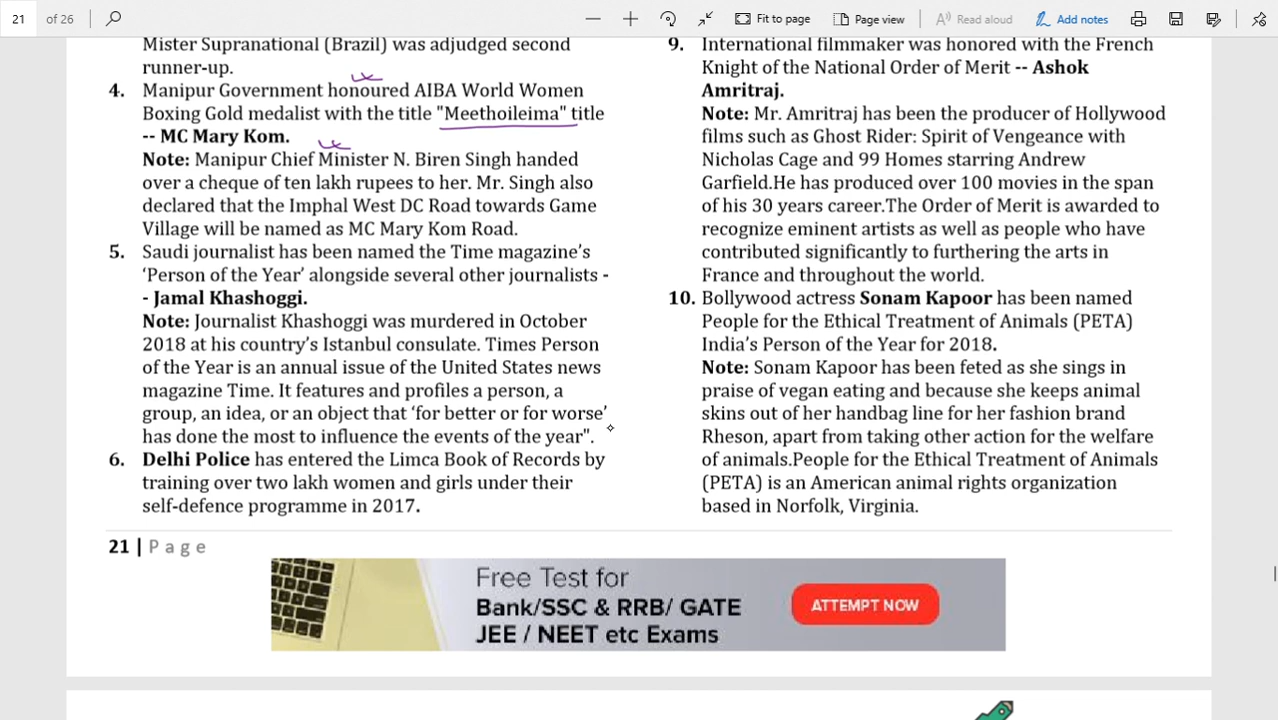 21 of 26
Fit to page
Page view
Read aloud
Add notes
Mister Supranational (Brazil) was adjudged second
runner-up.
4. Manipur Government honoured AIBA World Women
Boxing Gold medalist with the title "Meethoileima" title
-- MC Mary Kom.
Note: Manipur Chief Minister N. Biren Singh handed
over a cheque of ten lakh rupees to her. Mr. Singh also
declared that the Imphal West DC Road towards Game
Village will be named as MC Mary Kom Road.
5. Saudi journalist has been named the Time magazine’s
‘Person of the Year’ alongside several other journalists -
- Jamal Khashoggi.
Note: Journalist Khashoggi was murdered in October
2018 at his country’s Istanbul consulate. Times Person
of the Year is an annual issue of the United States news
magazine Time. It features and profiles a person, a
group, an idea, or an object that ‘for better or for worse’
has done the most to influence the events of the year".
6. Delhi Police has entered the Limca Book of Records by
training over two lakh women and girls under their
self-defence programme in 2017.
9. International filmmaker was honored with the French
Knight of the National Order of Merit -- Ashok
Amritraj.
Note: Mr. Amritraj has been the producer of Hollywood
films such as Ghost Rider: Spirit of Vengeance with
Nicholas Cage and 99 Homes starring Andrew
Garfield.He has produced over 100 movies in the span
of his 30 years career.The Order of Merit is awarded to
recognize eminent artists as well as people who have
contributed significantly to furthering the arts in
France and throughout the world.
10. Bollywood actress Sonam Kapoor has been named
People for the Ethical Treatment of Animals (PETA)
India’s Person of the Year for 2018.
Note: Sonam Kapoor has been feted as she sings in
praise of vegan eating and because she keeps animal
skins out of her handbag line for her fashion brand
Rheson, apart from taking other action for the welfare
of animals.People for the Ethical Treatment of Animals
(PETA) is an American animal rights organization
based in Norfolk, Virginia.
21 | Page
Free Test for
Bank/SSC & RRB/ GATE
JEE / NEET etc Exams
ATTEMPT NOW